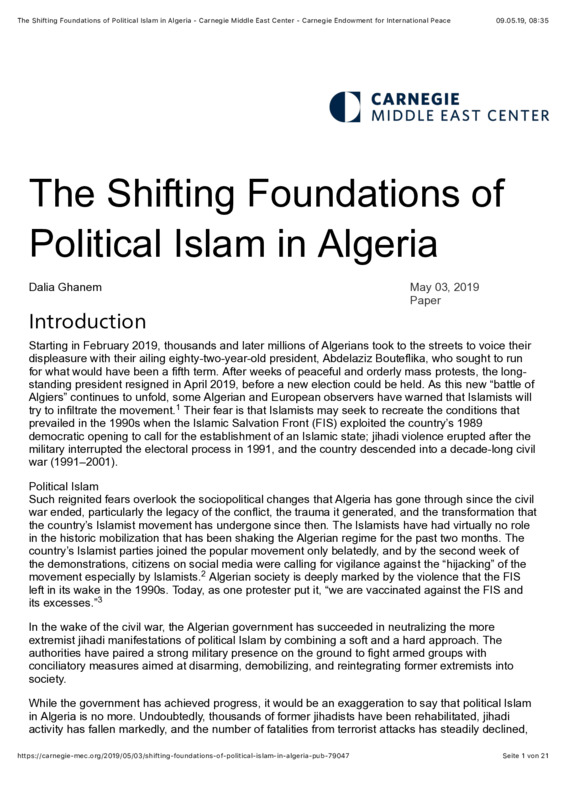 The Shifting Foundations of Political Islam in Algeria - Carnegie Middle East Center - Carnegie Endowment for International Peace 09.05.19, 08:35
CARNEGIE
MIDDLE EAST CENTER
The Shifting Foundations of
Political Islam in Algeria
Dalia Ghanem May 03, 2019
Paper
Introduction
Starting in February 2019, thousands and later millions of Algerians took to the streets to voice their
displeasure with their ailing eighty-two-year-old president, Abdelaziz Bouteflika, who sought to run
for what would have been a fifth term. After weeks of peaceful and orderly mass protests, the long-
standing president resigned in April 2019, before a new election could be held. As this new “battle of
Algiers” continues to unfold, some Algerian and European observers have warned that Islamists will
try to infiltrate the movement.1 Their fear is that Islamists may seek to recreate the conditions that
prevailed in the 1990s when the Islamic Salvation Front (FIS) exploited the country’s 1989
democratic opening to call for the establishment of an Islamic state; jihadi violence erupted after the
military interrupted the electoral process in 1991, and the country descended into a decade-long civil
war (1991–2001).
Political Islam
Such reignited fears overlook the sociopolitical changes that Algeria has gone through since the civil
war ended, particularly the legacy of the conflict, the trauma it generated, and the transformation that
the country’s Islamist movement has undergone since then. The Islamists have had virtually no role
in the historic mobilization that has been shaking the Algerian regime for the past two months. The
country’s Islamist parties joined the popular movement only belatedly, and by the second week of
the demonstrations, citizens on social media were calling for vigilance against the “hijacking” of the
movement especially by Islamists.2 Algerian society is deeply marked by the violence that the FIS
left in its wake in the 1990s. Today, as one protester put it, “we are vaccinated against the FIS and
its excesses.”3
In the wake of the civil war, the Algerian government has succeeded in neutralizing the more
extremist jihadi manifestations of political Islam by combining a soft and a hard approach. The
authorities have paired a strong military presence on the ground to fight armed groups with
conciliatory measures aimed at disarming, demobilizing, and reintegrating former extremists into
society.
While the government has achieved progress, it would be an exaggeration to say that political Islam
in Algeria is no more. Undoubtedly, thousands of former jihadists have been rehabilitated, jihadi
activity has fallen markedly, and the number of fatalities from terrorist attacks has steadily declined,
https://carnegie-mec.org/2019/05/03/shifting-foundations-of-political-islam-in-algeria-pub-79047 Seite 1 von 21